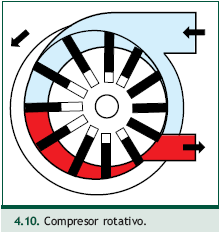 4.10. Compresor rotativo.